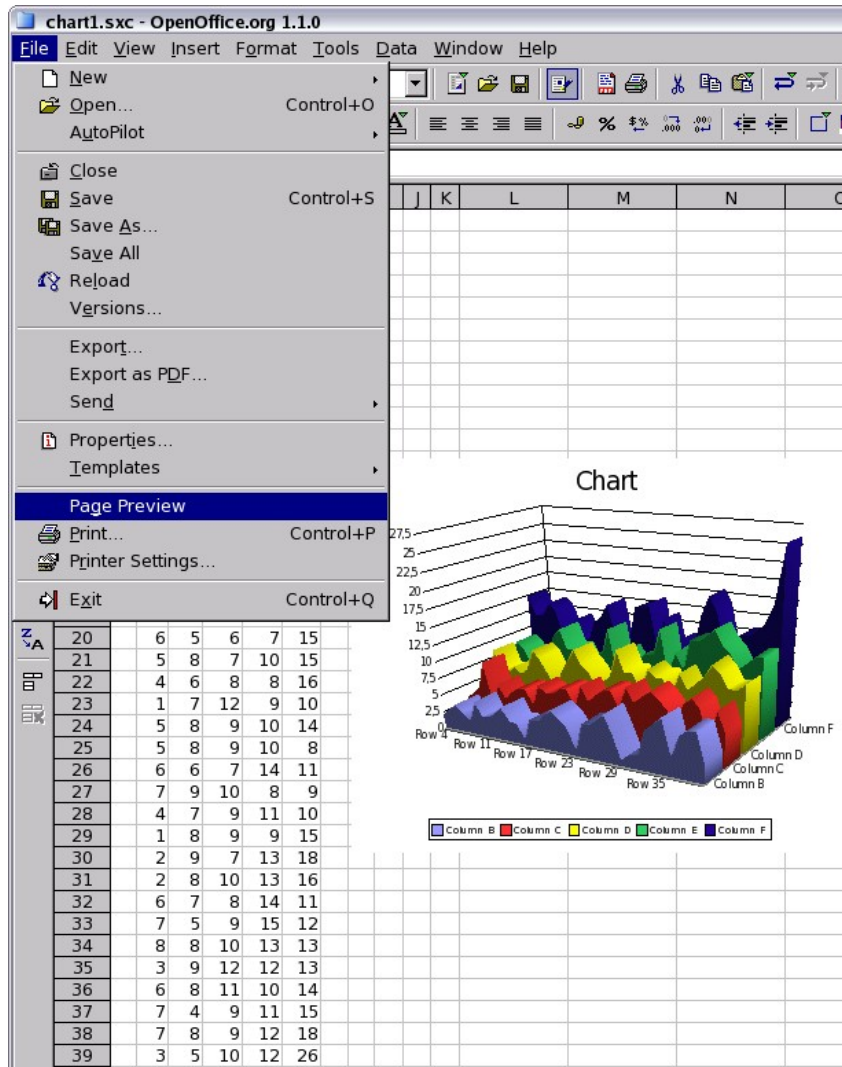 chart1.sxc - OpenOffice.org 1.1.0
File Edit View Insert Format Tools Data Window Help
New
Open... Control+O
AutoPilot
Close
Save Control+S
Save As...
Save All
Reload
Versions...
Export...
Export as PDF...
Send
Properties...
Templates
Page Preview
Print... Control+P
Printer Settings...
Exit Control+Q
J K L M N
Chart
27,5
25
22,5
20
17,5
15
12,5
10
7,5
5
2,5
0
Row 4 Row 11 Row 17 Row 23 Row 29 Row 35
Column F
Column D
Column C
Column B
Column B Column C Column D Column E Column F
20 6 5 6 7 15
21 5 8 7 10 15
22 4 6 8 8 16
23 1 7 12 9 10
24 5 8 9 10 14
25 5 8 9 10 8
26 6 6 7 14 11
27 7 9 10 8 9
28 4 7 9 11 10
29 1 8 9 9 15
30 2 9 7 13 18
31 2 8 10 13 16
32 6 7 8 14 11
33 7 5 9 15 12
34 8 8 10 13 13
35 3 9 12 12 13
36 6 8 11 10 14
37 7 4 9 11 15
38 7 8 9 12 18
39 3 5 10 12 26